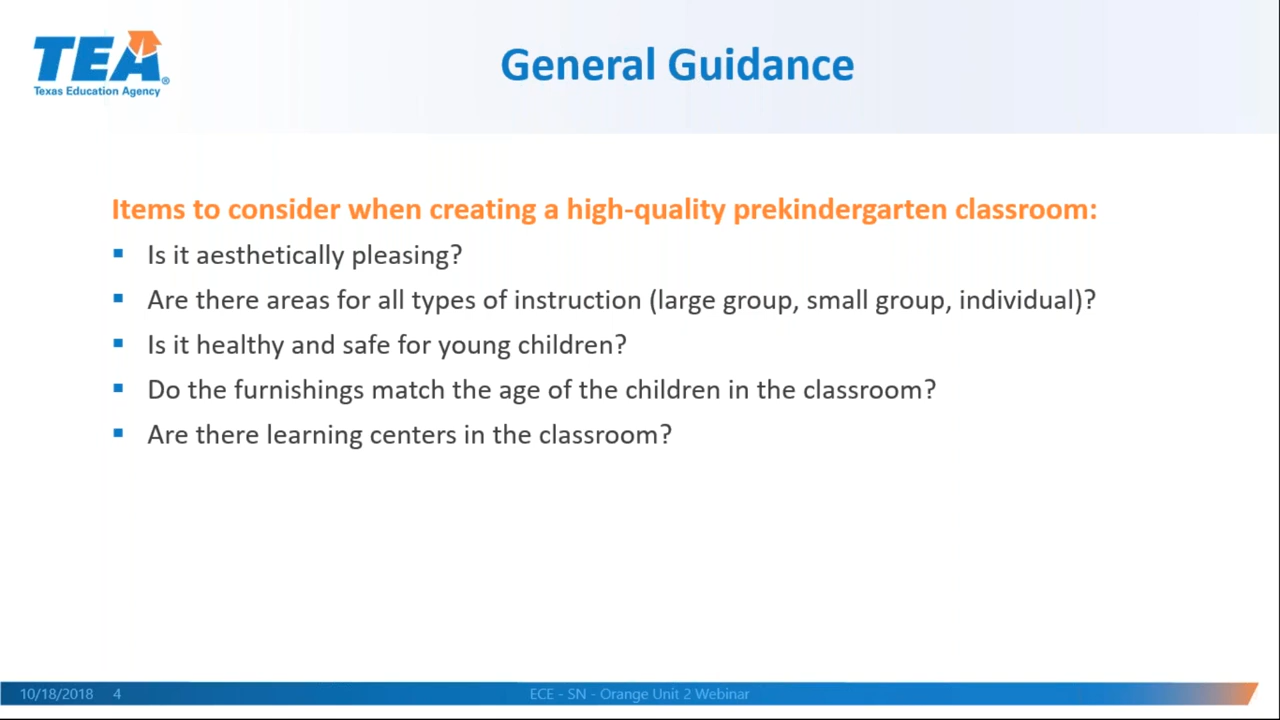 TEA®
Texas Education Agency
General Guidance
Items to consider when creating a high-quality prekindergarten classroom:
Is it aesthetically pleasing?
Are there areas for all types of instruction (large group, small group, individual)?
Is it healthy and safe for young children?
Do the furnishings match the age of the children in the classroom?
Are there learning centers in the classroom?
10/18/2018 4 ECE - SN - Orange Unit 2 Webinar